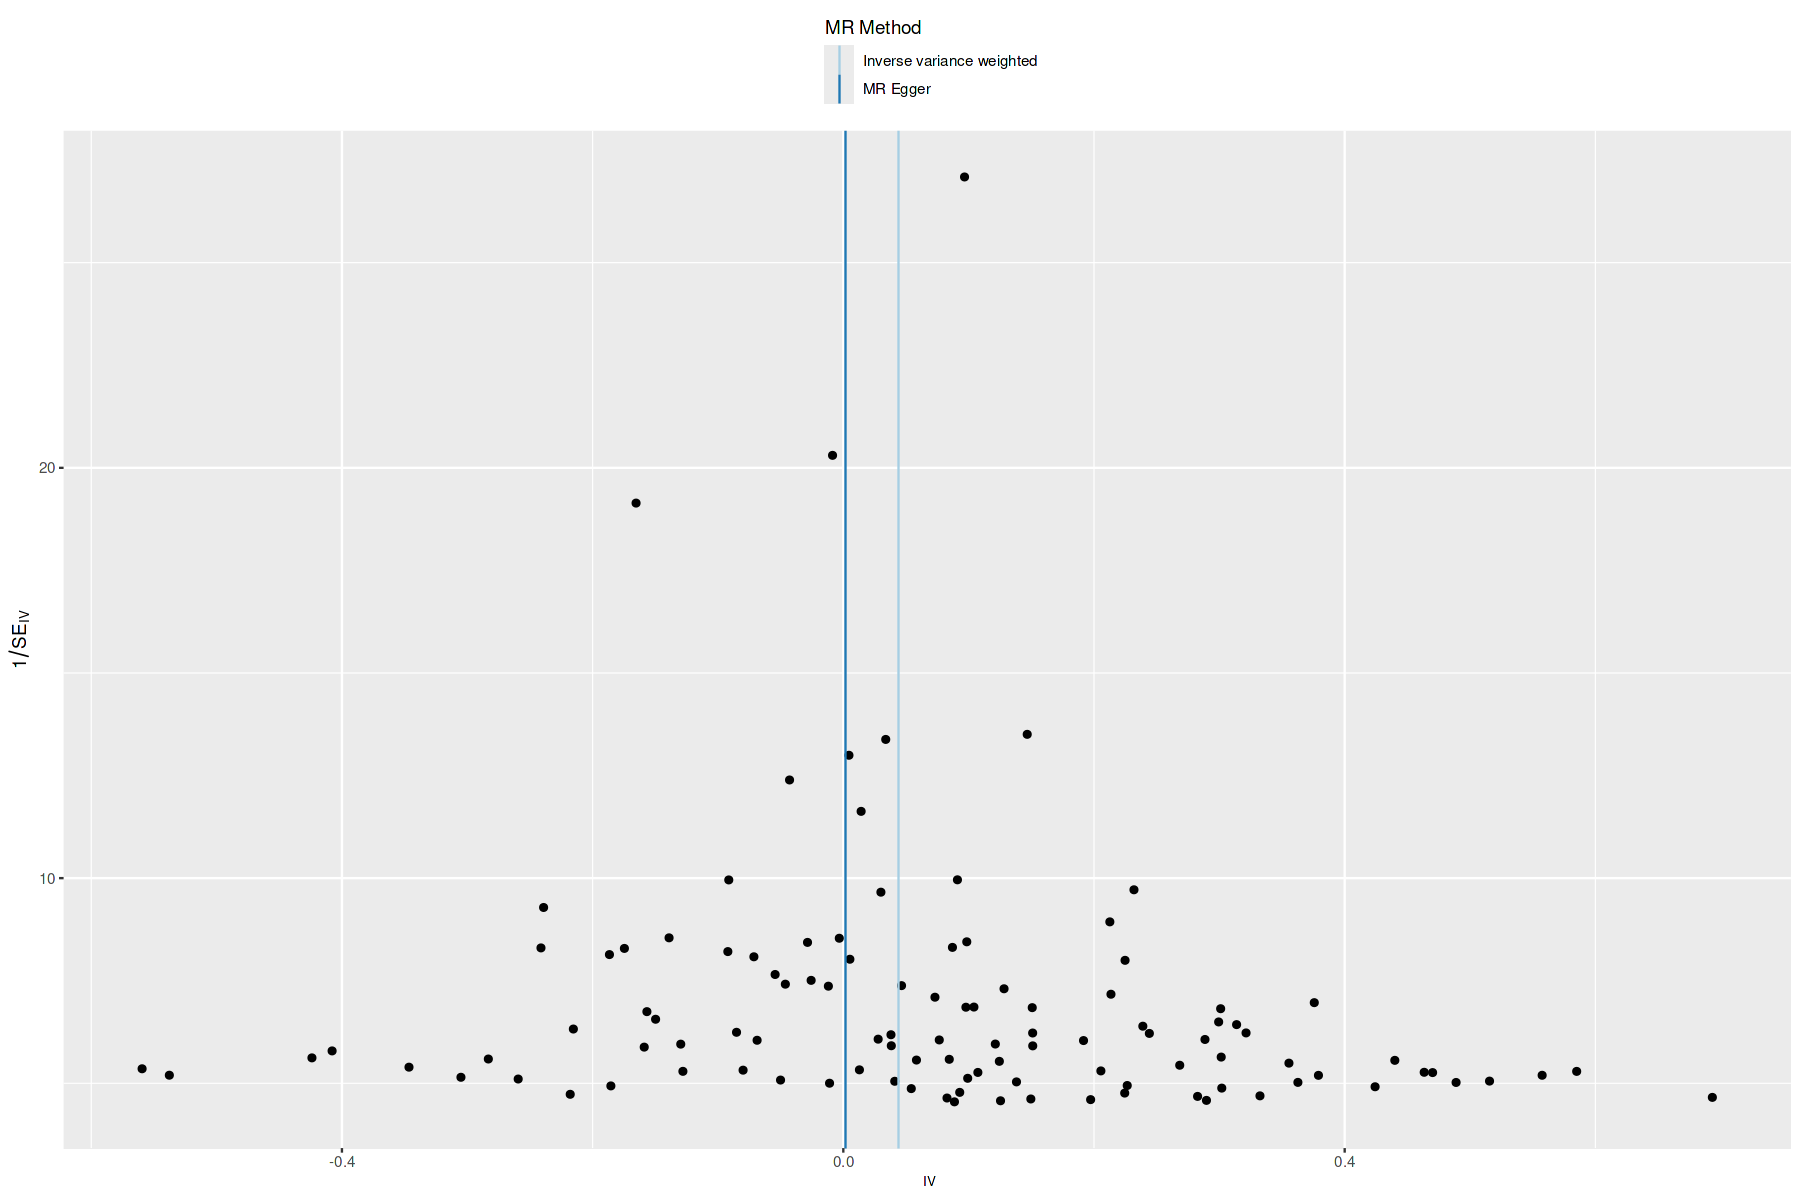 MR Method
Inverse variance weighted
MR Egger
20
10
1/SE_IV
-0.4
0.0
0.4
IV